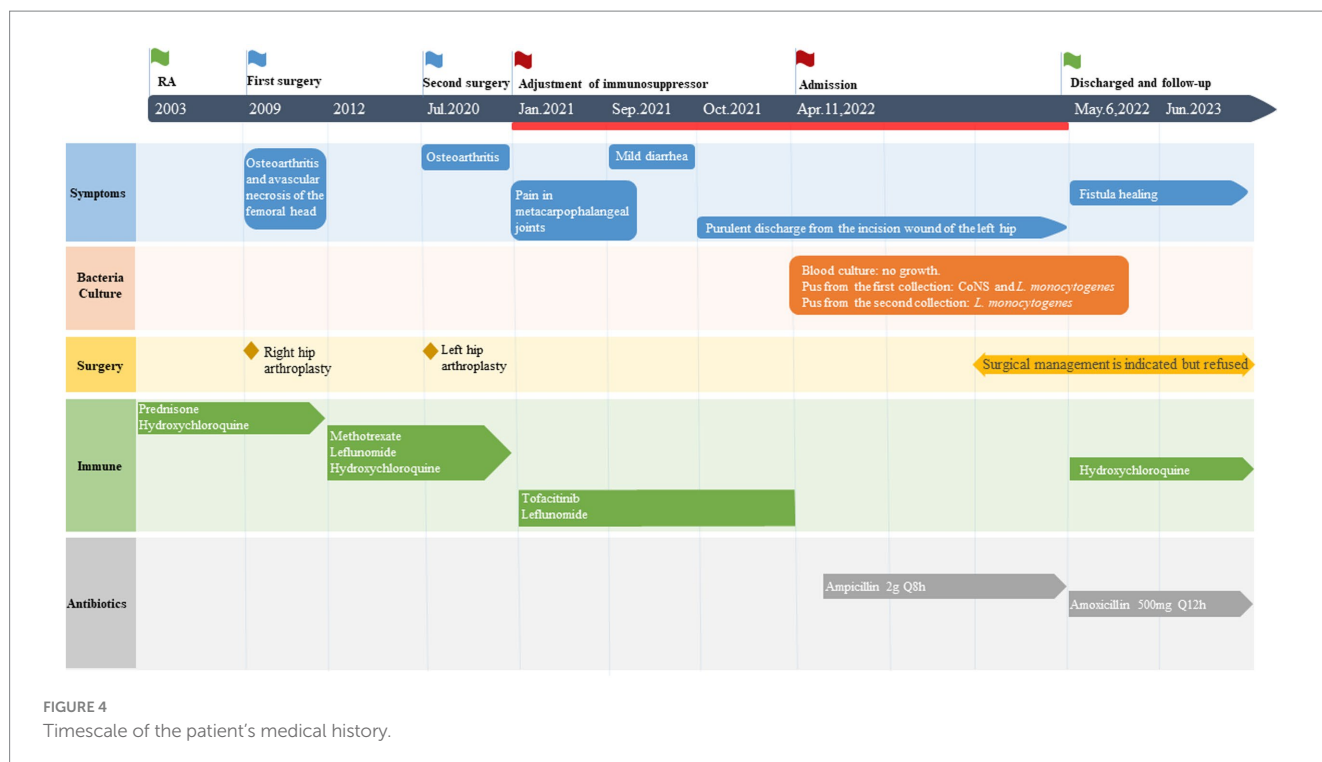 RA
First surgery
Second surgery
Adjustment of immunosuppressor
Admission
Discharged and follow-up
2003
2009
2012
Jul.2020
Jan.2021
Sep.2021
Oct.2021
Apr.11,2022
May.6,2022
Jun.2023
Symptoms
Osteoarthritis
and avascular
necrosis of the
femoral head
Osteoarthritis
Pain in
metacarpophalangeal
joints
Mild diarrhea
Purulent discharge from the incision wound of the left hip
Fistula healing
Bacteria
Culture
Blood culture: no growth.
Pus from the first collection: CoNS and L. monocytogenes
Pus from the second collection: L. monocytogenes
Surgery
Right hip
arthroplasty
Left hip
arthroplasty
Surgical management is indicated but refused
Immune
Prednisone
Hydroxychloroquine
Methotrexate
Leflunomide
Hydroxychloroquine
Tofacitinib
Leflunomide
Hydroxychloroquine
Antibiotics
Ampicillin 2g Q8h
Amoxicillin 500mg Q12h
FIGURE 4
Timescale of the patient's medical history.